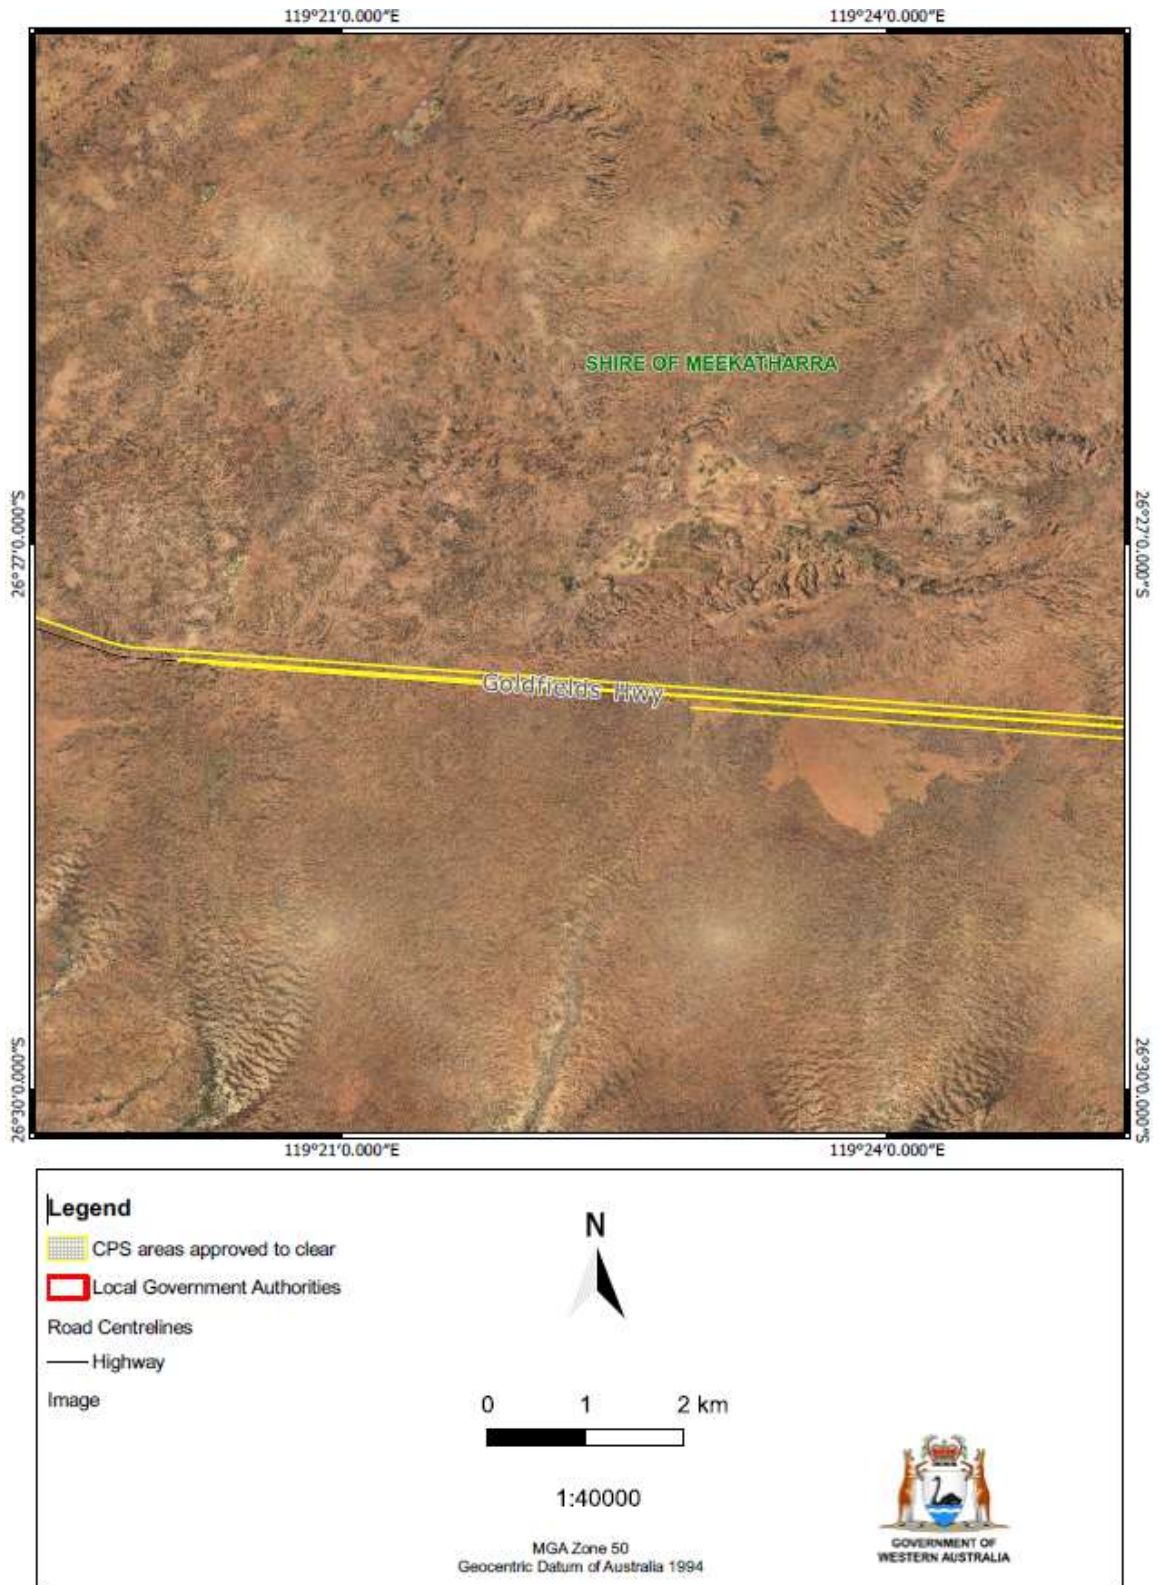 119°21'0.000"E
119°24'0.000"E
SHIRE OF MEEKATHARRA
26°27'0.000"S
26°27'0.000"S
Goldfields Hwy
26°30'0.000"S
26°30'0.000"S
119°21'0.000"E
119°24'0.000"E
Legend
CPS areas approved to clear
Local Government Authorities
Road Centrelines
Highway
Image
N
0 1 2 km
1:40000
MGA Zone 50
Geocentric Datum of Australia 1994
GOVERNMENT OF
WESTERN AUSTRALIA